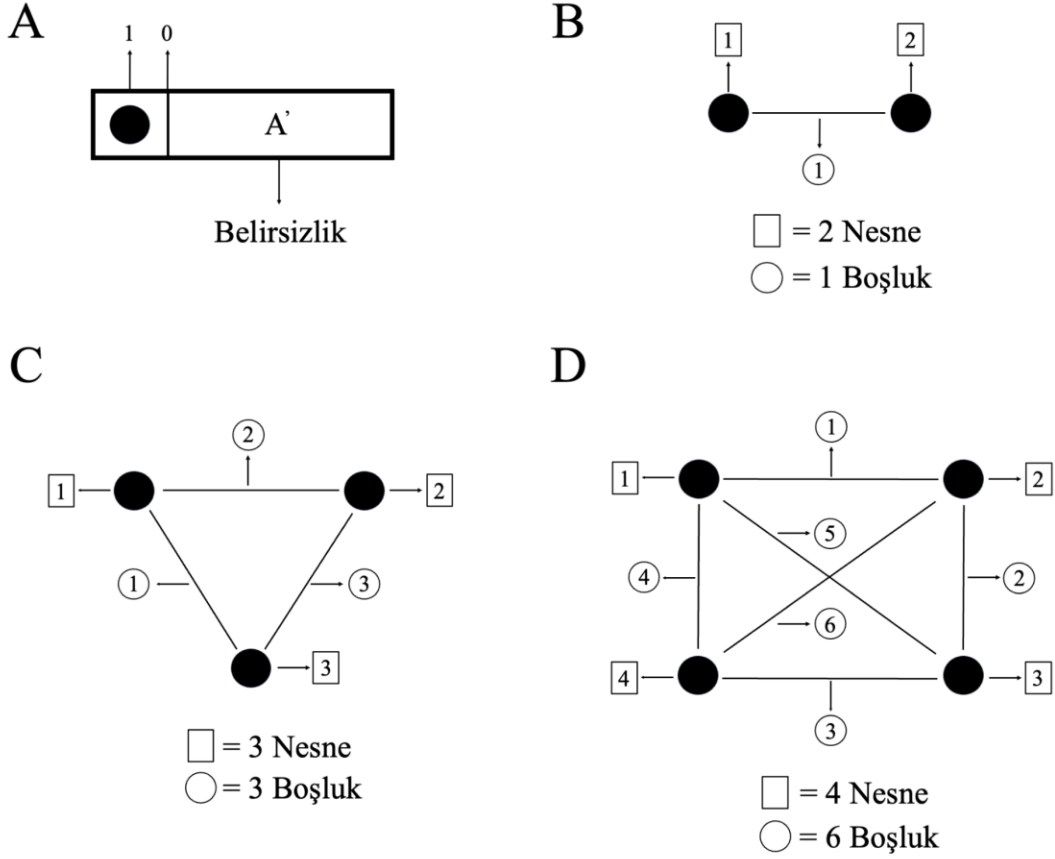 A
1 0
A’
Belirsizlik
B
1 2
1
= 2 Nesne
= 1 Boşluk
C
2
1 2
1 3
3
= 3 Nesne
= 3 Boşluk
D
1
1 2
5
4 2
6
4 3
3
= 4 Nesne
= 6 Boşluk